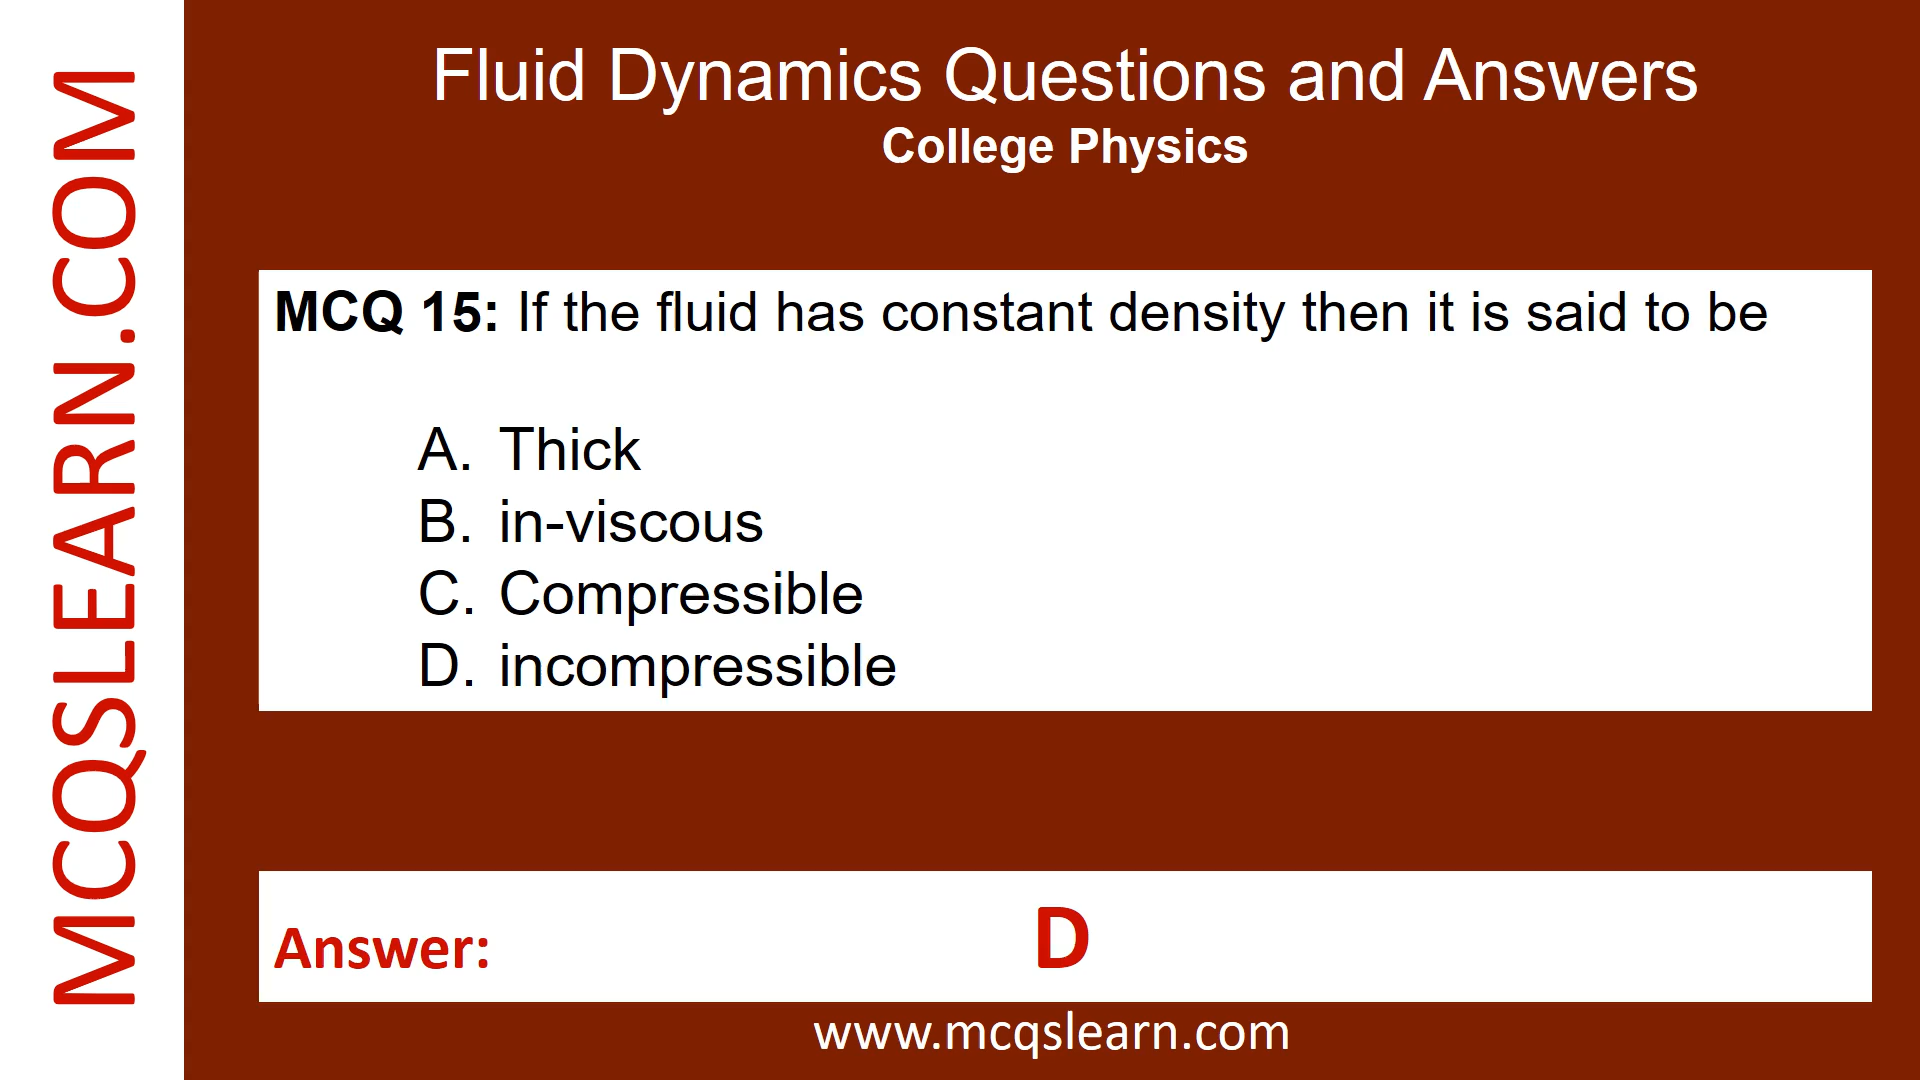 MCQSLEARN.COM
Fluid Dynamics Questions and Answers
College Physics
MCQ 15: If the fluid has constant density then it is said to be
A. Thick
B. in-viscous
C. Compressible
D. incompressible
Answer: D
www.mcqslearn.com